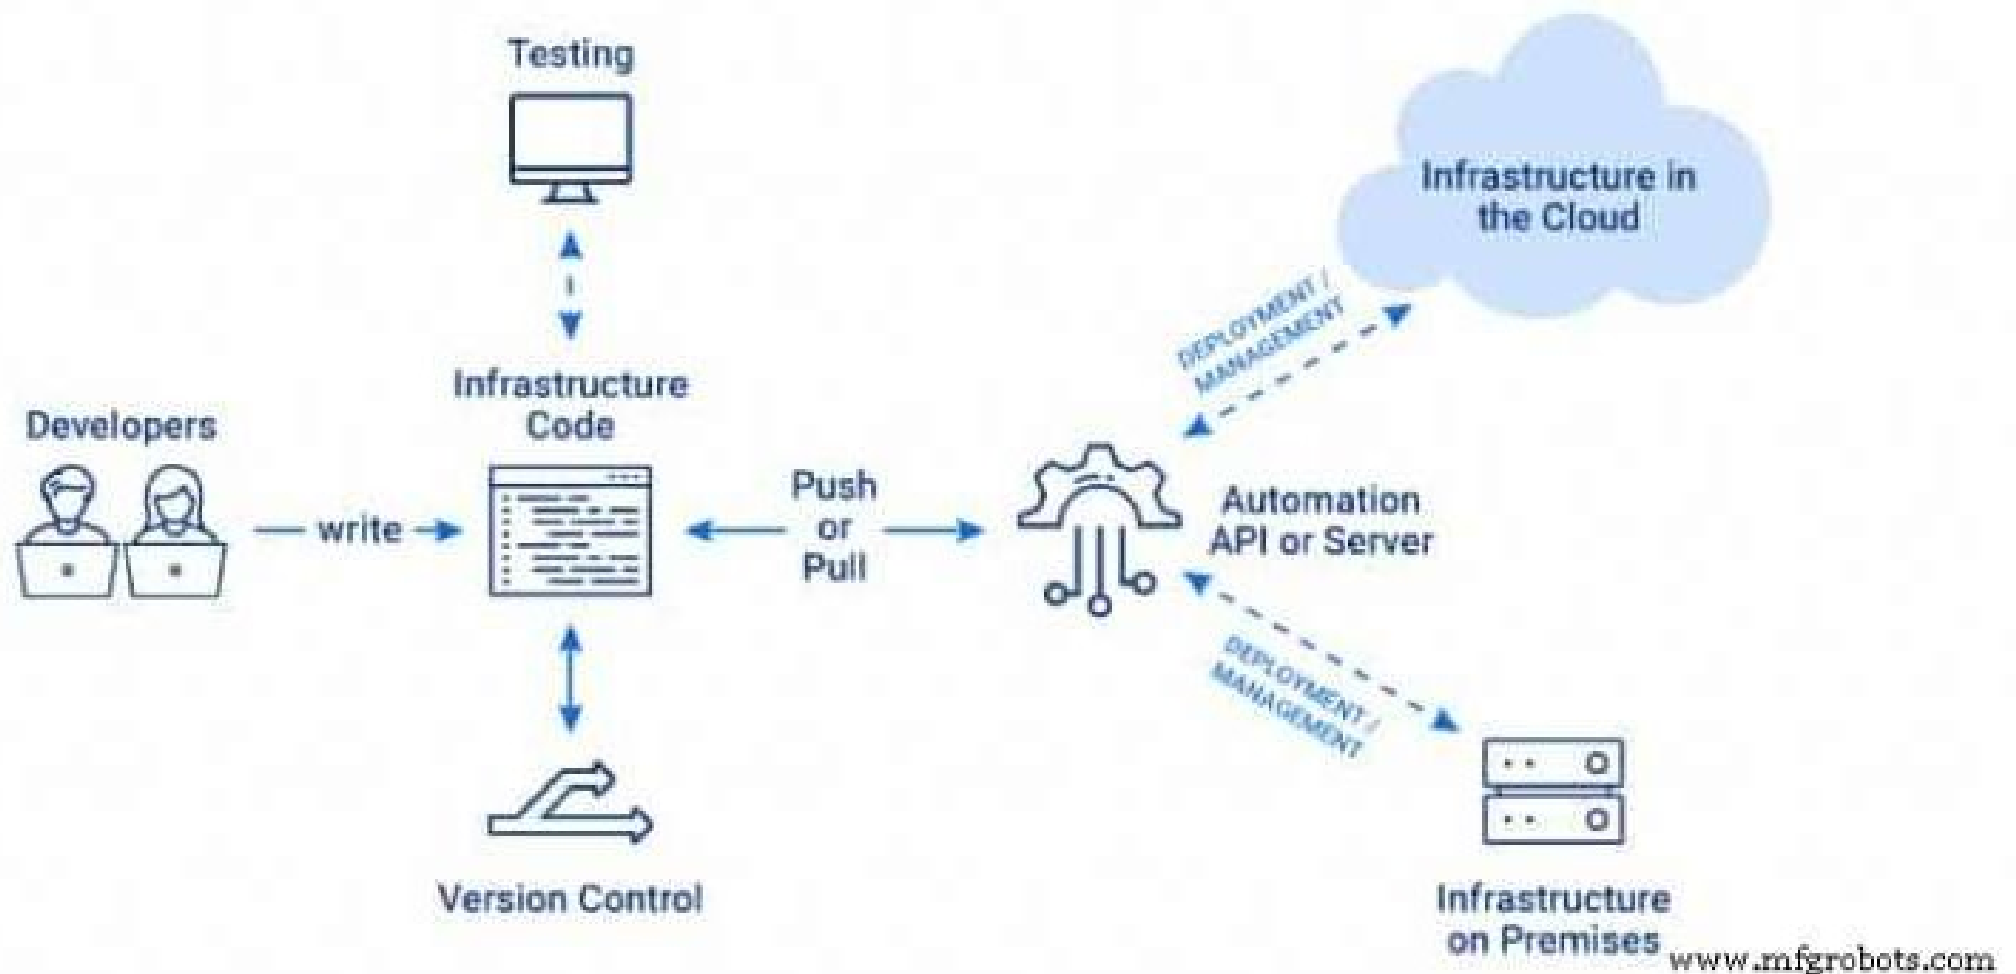 Testing
Infrastructure in
the Cloud
DEPLOYMENT /
MANAGEMENT
Infrastructure
Code
Developers
write
Push
or
Pull
Automation
API or Server
DEPLOYMENT /
MANAGEMENT
Version Control
Infrastructure
on Premises
www.mfgrobots.com